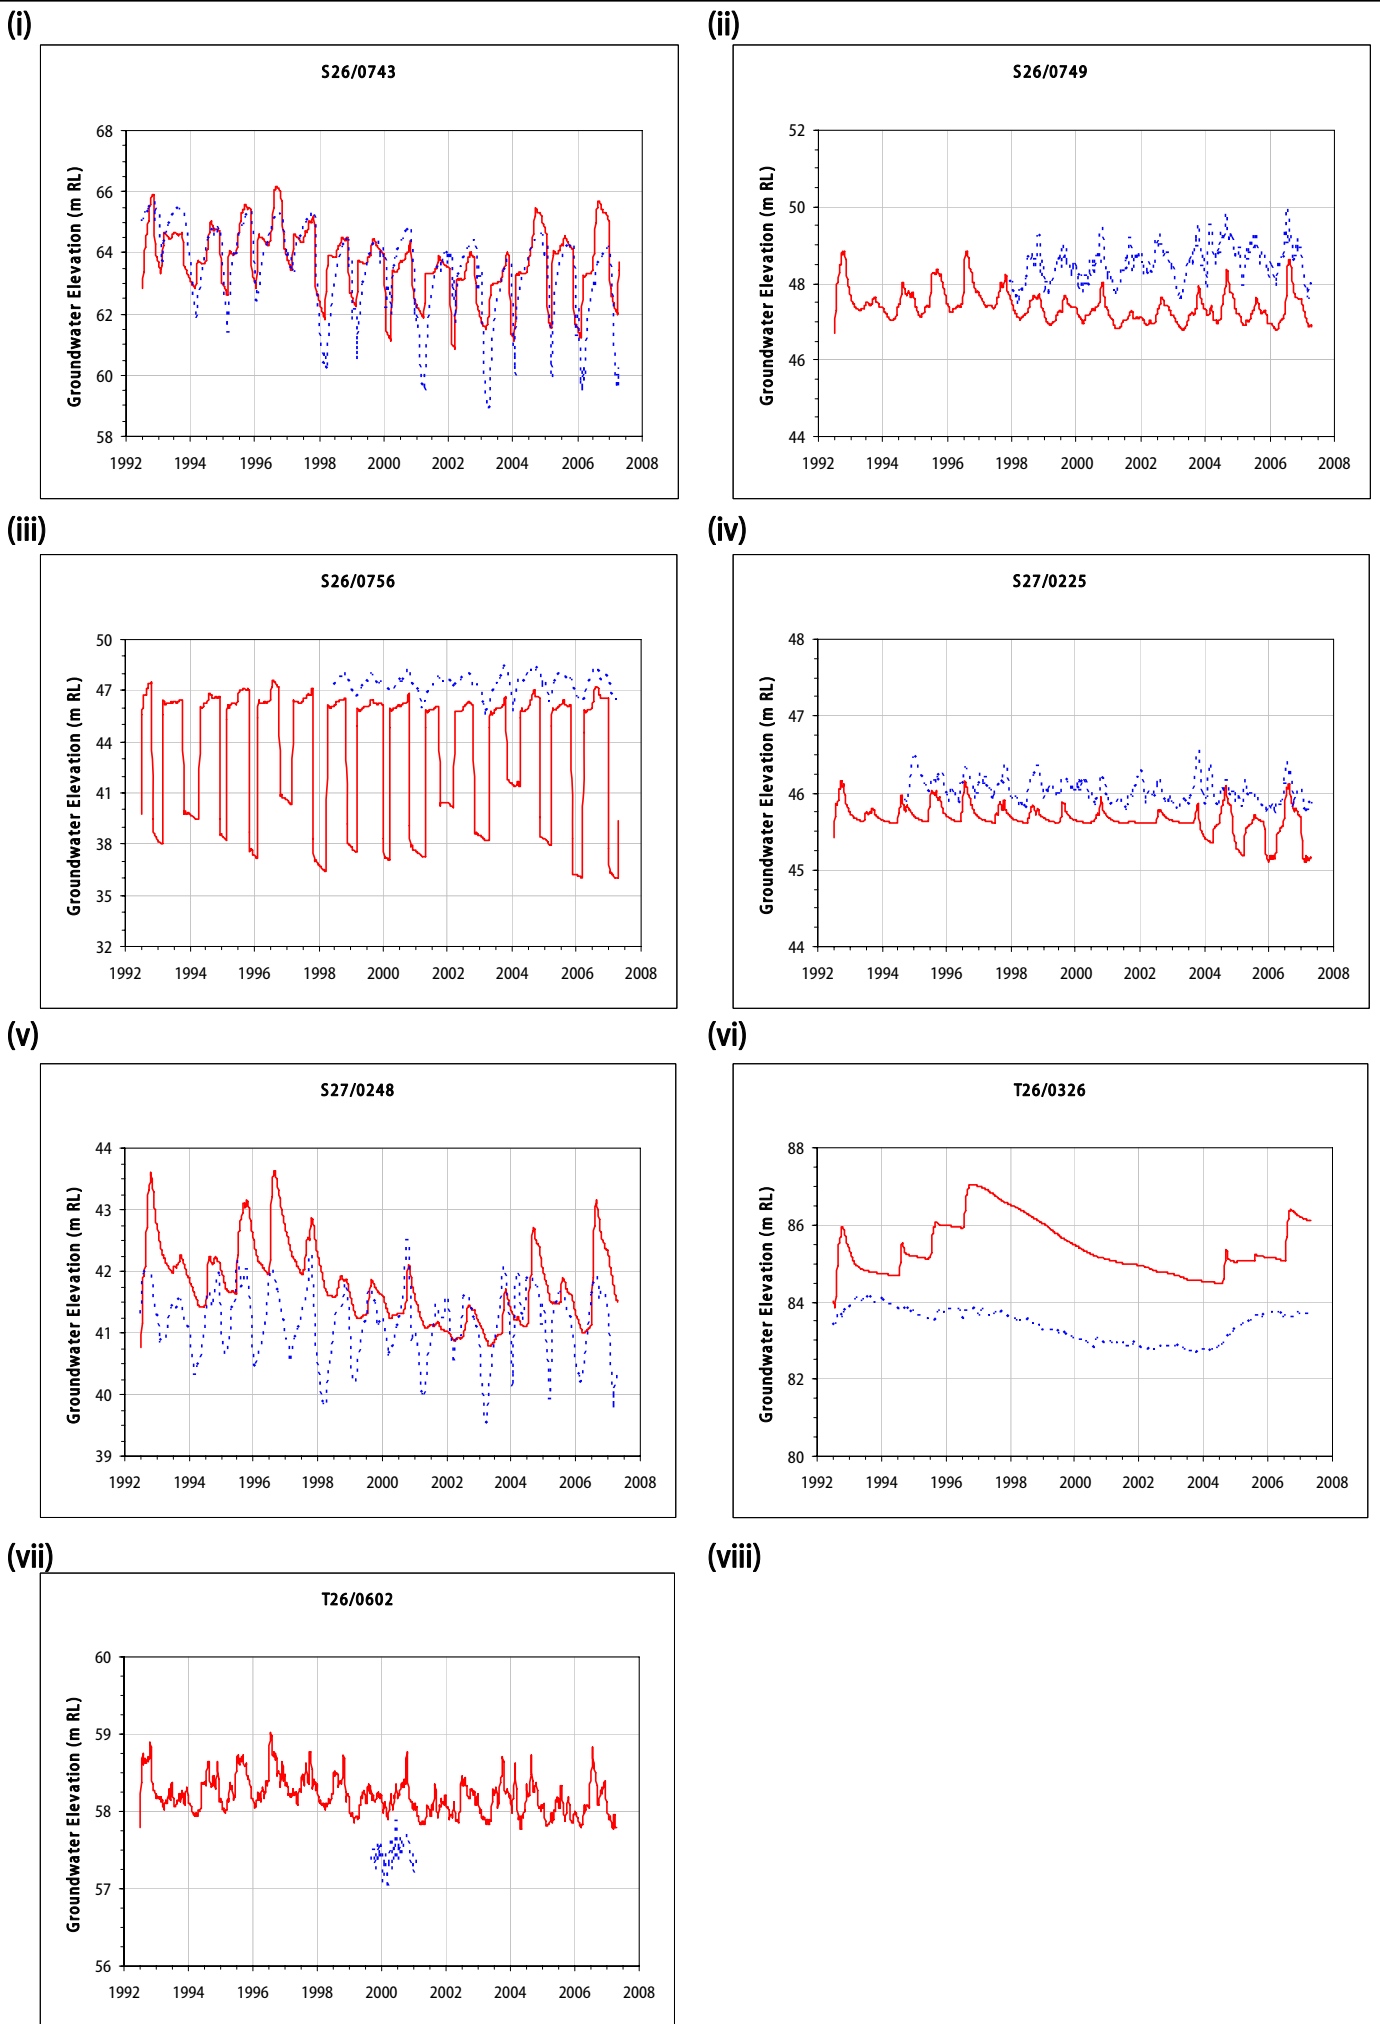 (i)
S26/0743
Groundwater Elevation (m RL)
68
66
64
62
60
58
1992 1994 1996 1998 2000 2002 2004 2006 2008
(ii)
S26/0749
Groundwater Elevation (m RL)
52
50
48
46
44
1992 1994 1996 1998 2000 2002 2004 2006 2008
(iii)
S26/0756
Groundwater Elevation (m RL)
50
47
44
41
38
35
32
1992 1994 1996 1998 2000 2002 2004 2006 2008
(iv)
S27/0225
Groundwater Elevation (m RL)
48
47
46
45
44
1992 1994 1996 1998 2000 2002 2004 2006 2008
(v)
S27/0248
Groundwater Elevation (m RL)
44
43
42
41
40
39
1992 1994 1996 1998 2000 2002 2004 2006 2008
(vi)
T26/0326
Groundwater Elevation (m RL)
88
86
84
82
80
1992 1994 1996 1998 2000 2002 2004 2006 2008
(vii)
T26/0602
Groundwater Elevation (m RL)
60
59
58
57
56
1992 1994 1996 1998 2000 2002 2004 2006 2008
(viii)